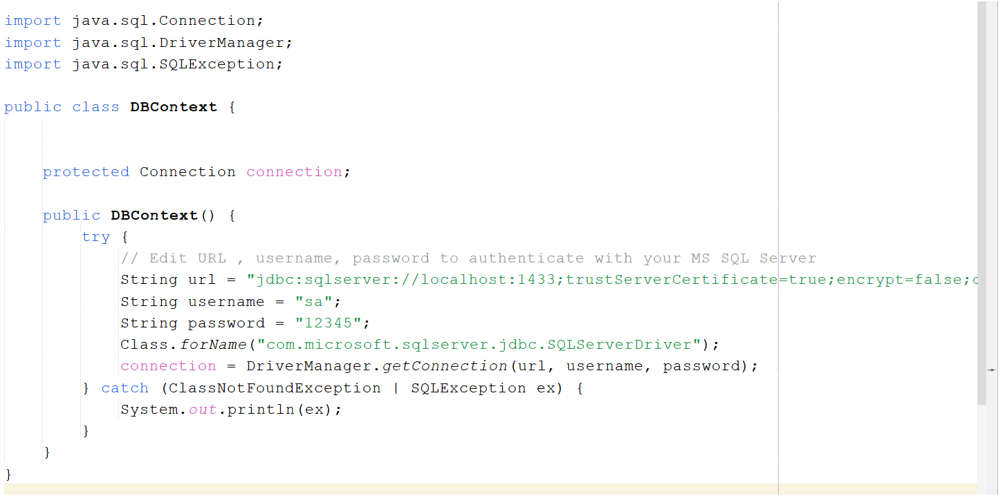 import java.sql.Connection;
import java.sql.DriverManager;
import java.sql.SQLException;
public class DBContext {
protected Connection connection;
public DBContext() {
try {
// Edit URL , username, password to authenticate with your MS SQL Server
String url = "jdbc:sqlserver://localhost:1433;trustServerCertificate=true;encrypt=false;
String username = "sa";
String password = "12345";
Class.forName("com.microsoft.sqlserver.jdbc.SQLServerDriver");
connection = DriverManager.getConnection(url, username, password);
} catch (ClassNotFoundException | SQLException ex) {
System.out.println(ex);
}
}
}